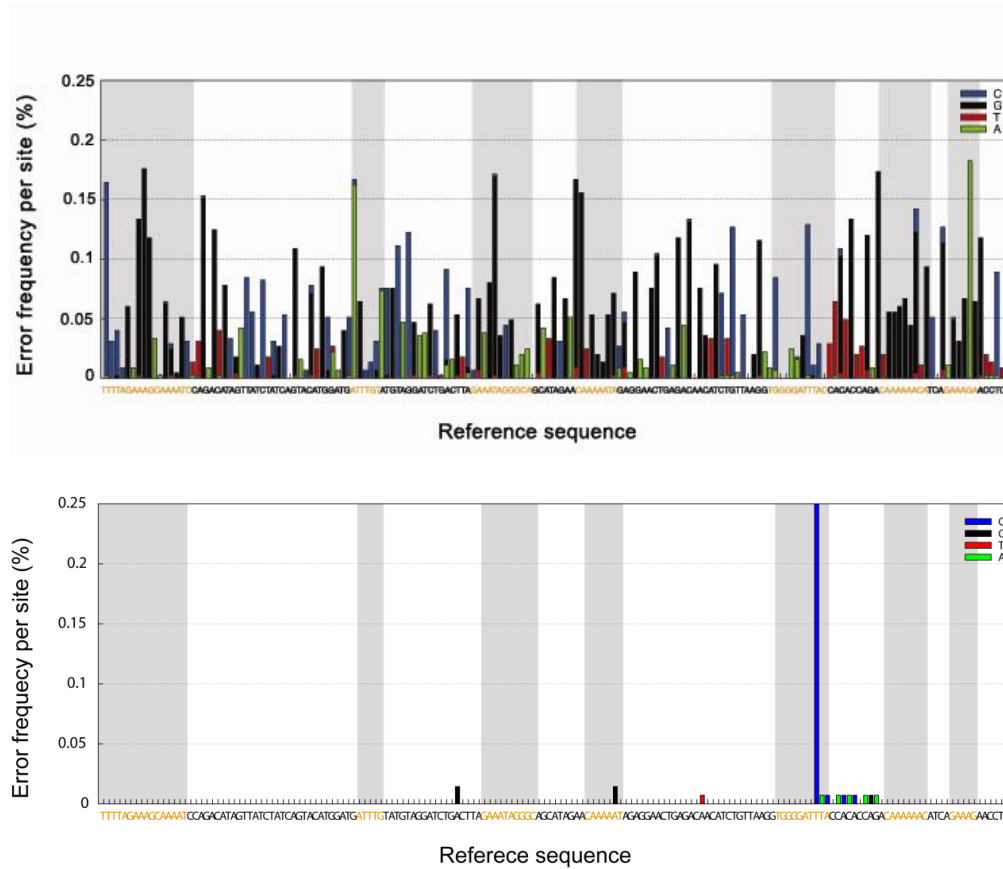 Error frequency per site (%)
0.25
0.2
0.15
0.1
0.05
0
C
G
T
A
TTTTAGAAAGCAAAATCCAGACATAGTTATCTATCAGTACATGGATGATTTGTATGTAGGATCTGACTTAGAAATAGGGCAGCATAGAACAAAAATAGAGGAACTGAGACAACATCTGTTAAGGTGGGGATTTACCACACCAGACAAAAAACATCAGAAAGAACCTC
Reference sequence
Error frequecy per site (%)
0.25
0.2
0.15
0.1
0.05
0
C
G
T
A
TTTTAGAAAGCAAAATCCAGACATAGTTATCTATCAGTACATGGATGATTTGTATGTAGGATCTGACTTAGAAATAGGGCAGCATAGAACAAAAATAGAGGAACTGAGACAACATCTGTTAAGGTGGGGATTTACCACACCAGACAAAAAACATCAGAAAGAACCT
Referece sequence